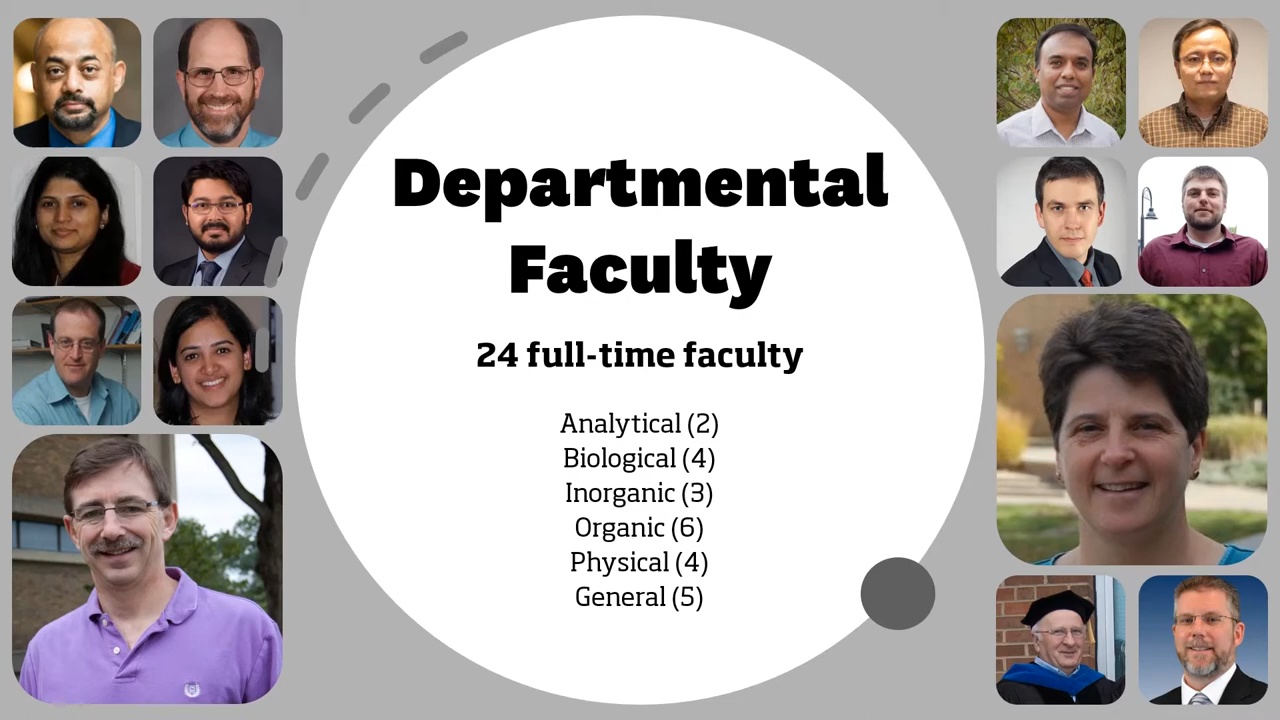 Departmental
Faculty
24 full-time faculty
Analytical (2)
Biological (4)
Inorganic (3)
Organic (6)
Physical (4)
General (5)